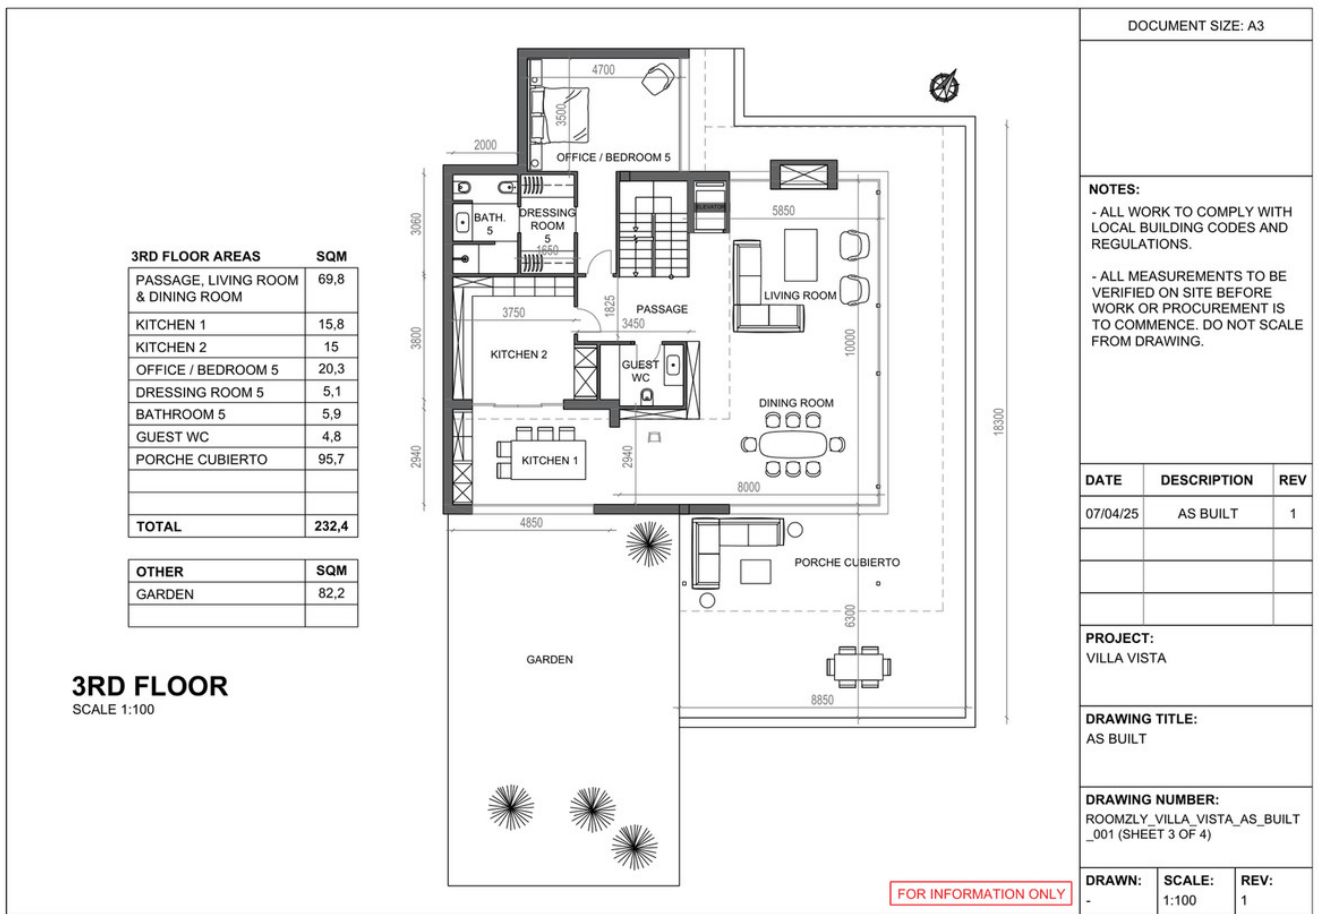 DOCUMENT SIZE: A3
4700
3500
OFFICE / BEDROOM 5
2000
3060
BATH.
5
DRESSING
ROOM
5
1650
ELEVATOR
5850
LIVING ROOM
PASSAGE
1825
3450
3750
3800
KITCHEN 2
GUEST
WC
10000
DINING ROOM
18300
2940
KITCHEN 1
2940
8000
4850
PORCHE CUBIERTO
6300
8850
GARDEN
3RD FLOOR AREAS SQM
PASSAGE, LIVING ROOM 69,8
& DINING ROOM
KITCHEN 1 15,8
KITCHEN 2 15
OFFICE / BEDROOM 5 20,3
DRESSING ROOM 5 5,1
BATHROOM 5 5,9
GUEST WC 4,8
PORCHE CUBIERTO 95,7
TOTAL 232,4
OTHER SQM
GARDEN 82,2
3RD FLOOR
SCALE 1:100
FOR INFORMATION ONLY
NOTES:
- ALL WORK TO COMPLY WITH
LOCAL BUILDING CODES AND
REGULATIONS.
- ALL MEASUREMENTS TO BE
VERIFIED ON SITE BEFORE
WORK OR PROCUREMENT IS
TO COMMENCE. DO NOT SCALE
FROM DRAWING.
DATE DESCRIPTION REV
07/04/25 AS BUILT 1
PROJECT:
VILLA VISTA
DRAWING TITLE:
AS BUILT
DRAWING NUMBER:
ROOMZLY_VILLA_VISTA_AS_BUILT
_001 (SHEET 3 OF 4)
DRAWN: SCALE: REV:
- 1:100 1